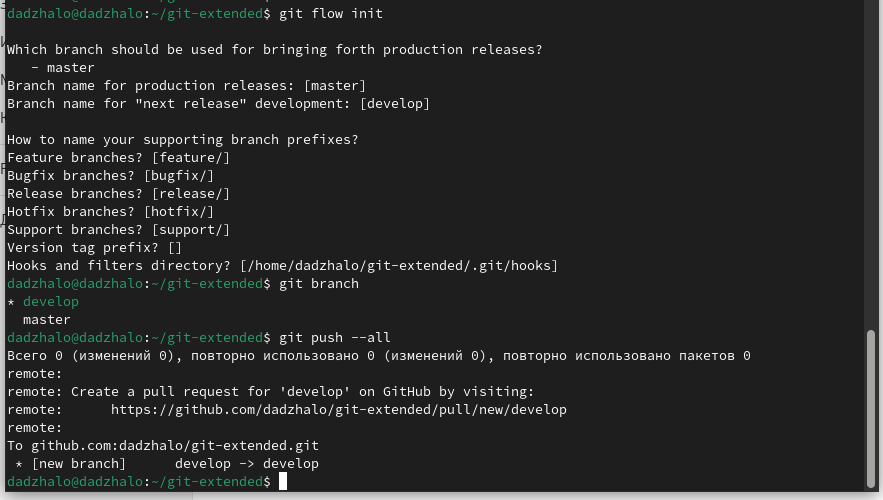 dadzhalo@dadzhalo:~/git-extended$ git flow init
Which branch should be used for bringing forth production releases?
   - master
Branch name for production releases: [master]
Branch name for "next release" development: [develop]
How to name your supporting branch prefixes?
Feature branches? [feature/]
Bugfix branches? [bugfix/]
Release branches? [release/]
Hotfix branches? [hotfix/]
Support branches? [support/]
Version tag prefix? []
Hooks and filters directory? [/home/dadzhalo/git-extended/.git/hooks]
dadzhalo@dadzhalo:~/git-extended$ git branch
* develop
  master
dadzhalo@dadzhalo:~/git-extended$ git push --all
Всего 0 (изменений 0), повторно использовано 0 (изменений 0), повторно использовано пакетов 0
remote:
remote: Create a pull request for 'develop' on GitHub by visiting:
remote:      https://github.com/dadzhalo/git-extended/pull/new/develop
remote:
To github.com:dadzhalo/git-extended.git
 * [new branch]      develop -> develop
dadzhalo@dadzhalo:~/git-extended$